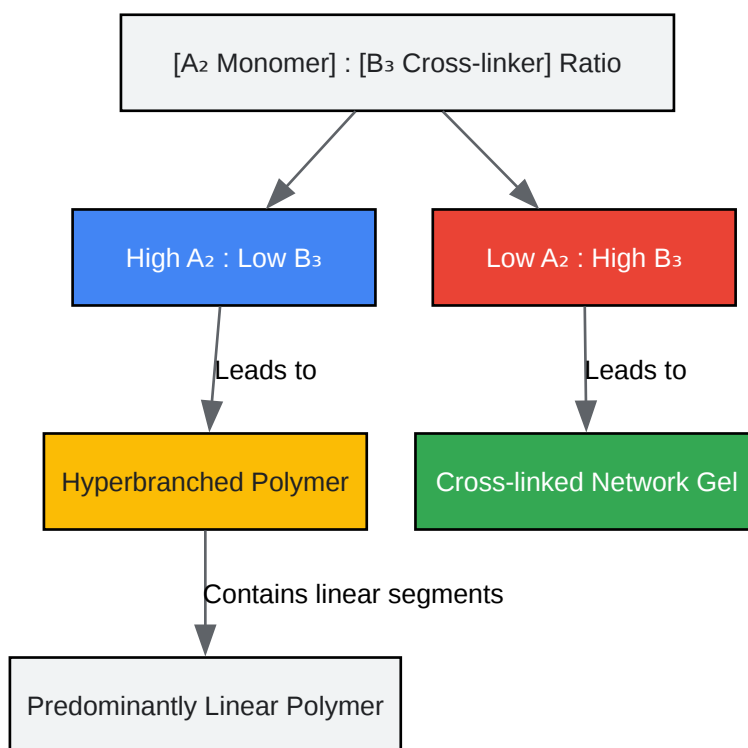 [A₂ Monomer] : [B₃ Cross-linker] Ratio
High A₂ : Low B₃
Low A₂ : High B₃
Leads to
Leads to
Hyperbranched Polymer
Cross-linked Network Gel
Contains linear segments
Predominantly Linear Polymer